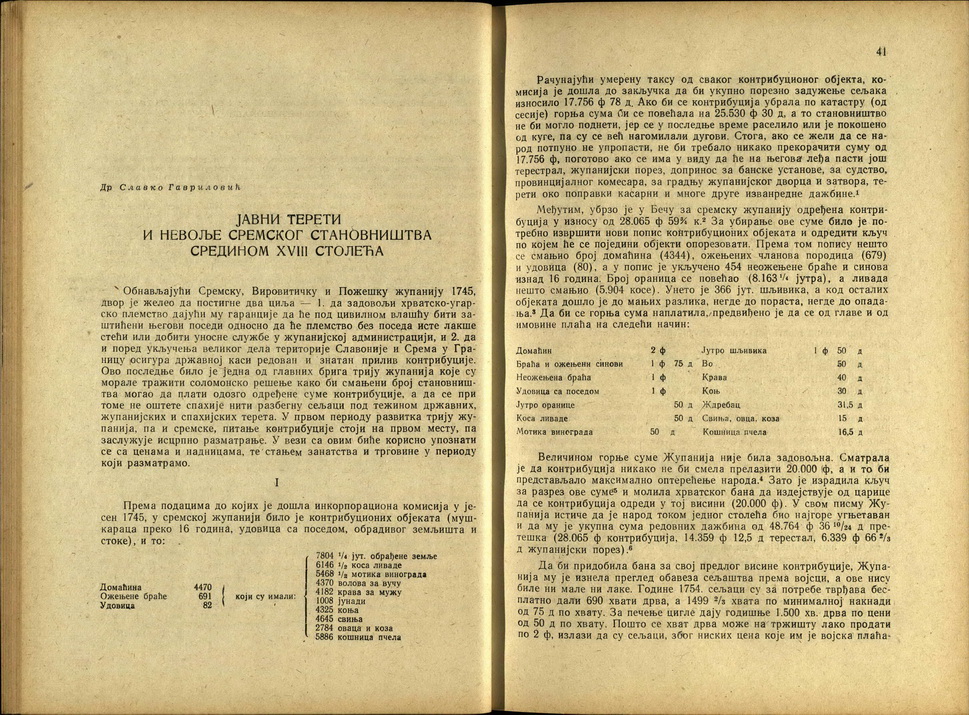 Др Славко Гавриловић
ЈАВНИ ТЕРЕТИ
И НЕВОЉЕ СРЕМСКОГ СТАНОВНИШТВА
СРЕДИНОМ XVIII СТОЛЕЋА
Обнављајући Сремску, Вировитичку и Пожешку жупанију 1745,
двор је желео да постигне два циља — 1. да задовољи хрватско-угар-
ско племство дајући му гаранције да ће под цивилном влашћу бити за-
штићени његови поседи односно да ће племство без поседа исте лакше
стећи или добити уносне службе у жупанијској администрацији, и 2. да
и поред укључења великог дела територије Славоније и Срема у Гра-
ницу осигура државној каси редован и знатан прилив контрибуције.
Ово последње било је једна од главних брига трију жупанија које су
морале тражити соломонско решење како би смањени број становниш-
тва могао да плати одозго одређене суме контрибуције, а да се при
томе не оштете спахије нити разбегну сељаци под тежином државних,
жупанијских и спахијских терета. У првом периоду развитка трију жу-
панија, па и сремске, питање контрибуције стоји на првом месту, па
заслужује исцрпно разматрање. У вези са овим биће корисно упознати
се са ценама и надницама, те стањем занатства и трговине у периоду
који разматрамо.
I
Према подацима до којих је дошла инкорпорациона комисија у је-
сен 1745, у сремској жупанији било је контрибуционих објеката (муш-
караца преко 16 година, удовица са поседом, обрадивог земљишта и
стоке), и то:
Домаћина 4470
Ожењене браће 691
Удовица 82
који су имали:
7804 ¼ јут. обрађене земље
6146 ½ коса ливаде
5468 ½ мотика винограда
4370 волова за вучу
4182 крава за мужу
1008 јунади
4325 коња
4645 свиња
2784 оваца и коза
5886 кошница пчела
41
Рачунајући умерену таксу од сваког контрибуционог објекта, ко-
мисија је дошла до закључка да би укупно порезно задужење сељака
износило 17.756 ф 78 д. Ако би се контрибуција убрала по катастру (од
сесије) горња сума би се повећала на 25.530 ф 30 д, а то становништво
не би могло поднети, јер се у последње време раселило или је покошено
од куге, па су се већ нагомилали дугови. Стога, ако се жели да се на-
род потпуно не упропасти, не би требало никако прекорачити суму од
17.756 ф, поготово ако се има у виду да ће на његова леђа пасти још
терестрал, жупанијски порез, допринос за банске установе, за судство,
провинцијалног комесара, за градњу жупанијског дворца и затвора, те-
рети око поправки касарни и многе друге изванредне дажбине.¹
Међутим, убрзо је у Бечу за сремску жупанију одређена контри-
буција у износу од 28.065 ф 59¾ к.² За убирање ове суме било је по-
требно извршити нови попис контрибуционих објеката и одредити кључ
по којем ће се поједини објекти опорезовати. Према том попису нешто
се смањио број домаћина (4344), ожењених чланова породица (679)
и удовица (80), а у попис је укључено 454 неожењене браће и синова
изнад 16 година. Број ораница се повећао (8.163 ¼ јутра), а ливада
нешто смањио (5.904 косе). Унето је 366 јут. шљивика, а код осталих
објеката дошло је до мањих разлика, негде до пораста, негде до опада-
ња.³ Да би се горња сума наплатила, предвиђено је да се од главе и од
имовине плаћа на следећи начин:
Домаћин 2 ф Јутро шљивика 1 ф 50 д
Браћа и ожењени синови 1 ф 75 д Во 50 д
Неожењена браћа 1 ф Крава 40 д
Удовица са поседом 1 ф Коњ 30 д
Јутро оранице 50 д Ждребац 31,5 д
Коса ливаде 50 д Свиња, овца, коза 15 д
Мотика винограда 50 д Кошница пчела 16,5 д
Величином горње суме Жупанија није била задовољна. Сматрала
је да контрибуција никако не би смела прелазити 20.000 ф, а и то би
представљало максимално оптерећење народа.⁴ Зато је израдила кључ
за разрез ове суме⁵ и молила хрватског бана да издејствује од царице
да се контрибуција одреди у тој висини (20.000 ф). У свом писму Жу-
панија истиче да је народ током једног столећа био најгоре угњетаван
и да му је укупна сума редовних дажбина од 48.764 ф 36 10/24 д пре-
тешка (28.065 ф контрибуција, 14.359 ф 12,5 д терестал, 6.339 ф 66 ⅔
д жупанијски порез).⁶
Да би придобила бана за свој предлог висине контрибуције, Жупа-
нија му је изнела преглед обавеза сељаштва према војсци, а ове нису
биле ни мале ни лаке. Године 1754. сељаци су за потребе тврђава бес-
платно дали 690 хвати дрва, а 1499 ⅔ хвата по минималној накнади
од 75 д по хвату. За печење цигле дају годишње 1.500 хв. дрва по цени
од 50 д по хвату. Пошто се хват дрва може на тржишту лако продати
по 2 ф, излази да су сељаци, због ниских цена које им је војска плаћа-